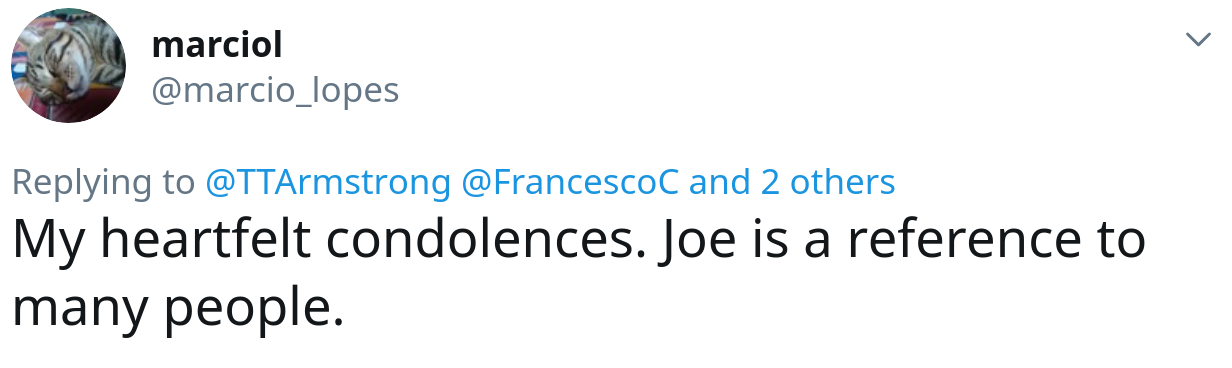 marciol
@marcio_lopes
Replying to @TTArmstrong @FrancescoC and 2 others
My heartfelt condolences. Joe is a reference to
many people.